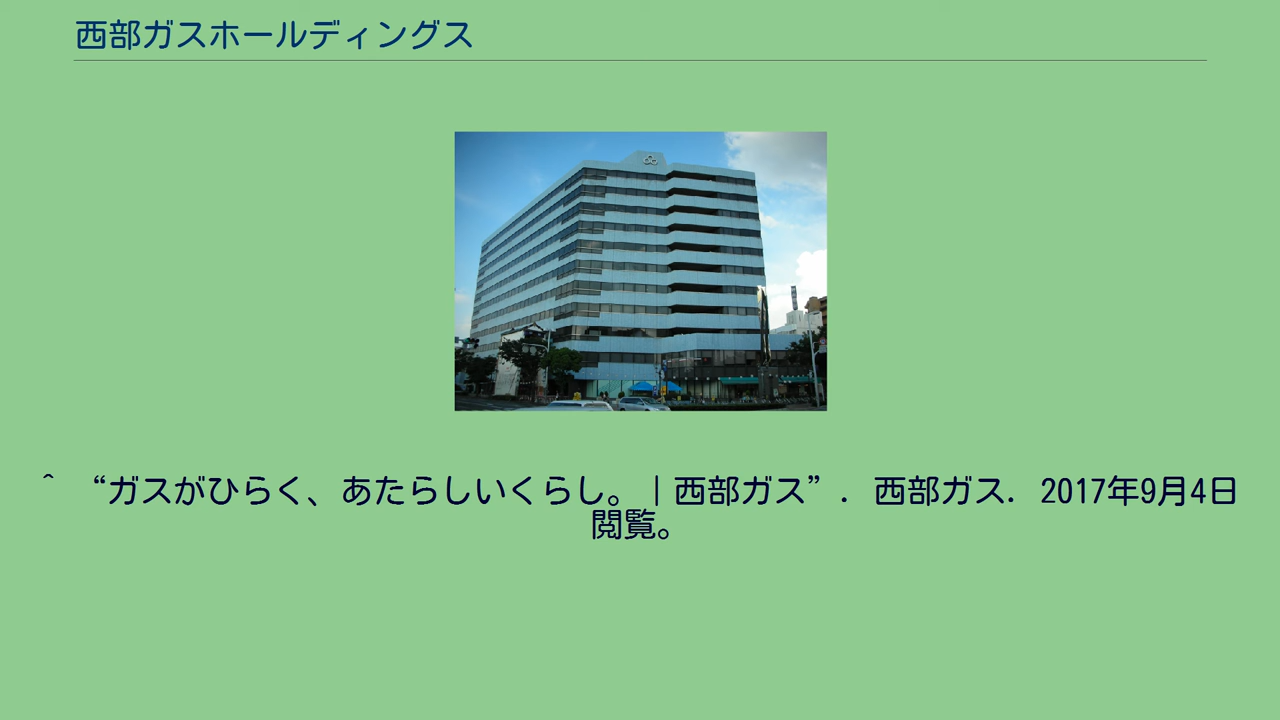 西部ガスホールディングス
^ “ガスがひらく、あたらしいくらし。｜西部ガス”. 西部ガス. 2017年9月4日
閲覧。